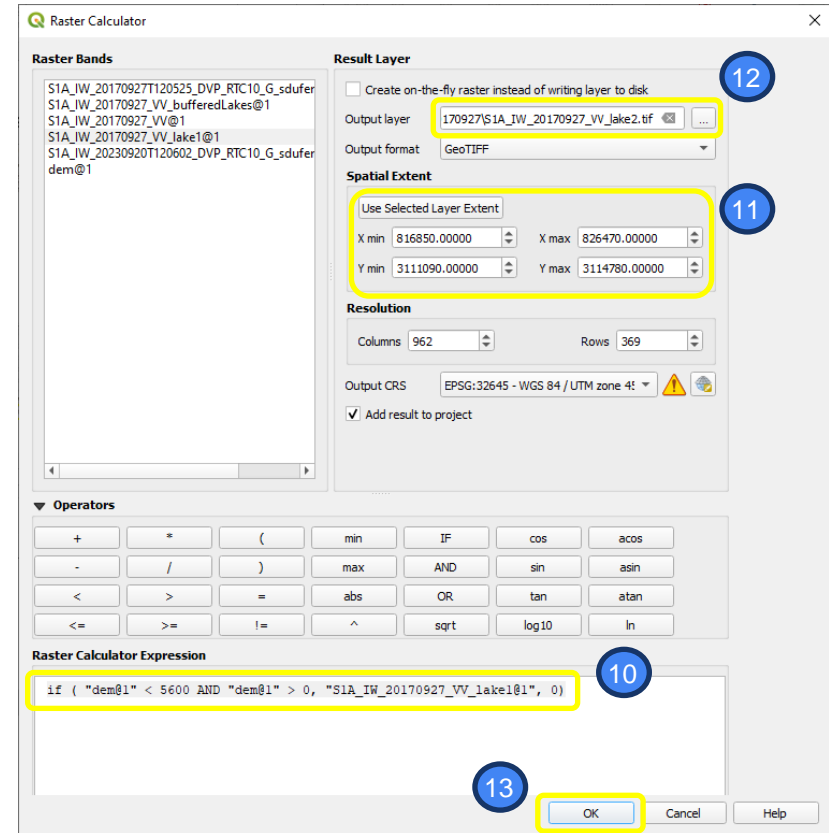 Raster Calculator
Raster Bands
S1A_IW_20170927T120525_DVP_RTC10_G_sdufer
S1A_IW_20170927_VV_bufferedLakes@1
S1A_IW_20170927_VV@1
S1A_IW_20170927_VV_lake1@1
S1A_IW_20230920T120602_DVP_RTC10_G_sdufer
dem@1
Result Layer
12
Create on-the-fly raster instead of writing layer to disk
Output layer 170927\S1A_IW_20170927_VV_lake2.tif ...
Output format GeoTIFF
Spatial Extent
11
Use Selected Layer Extent
X min 816850.00000 X max 826470.00000
Y min 3111090.00000 Y max 3114780.00000
Resolution
Columns 962 Rows 369
Output CRS EPSG:32645 - WGS 84 / UTM zone 4!
Add result to project
Operators
+ * ( min IF cos acos
- / ) max AND sin asin
< > = abs OR tan atan
<= >= != ^ sqrt log10 ln
Raster Calculator Expression
10
if ( "dem@1" < 5600 AND "dem@1" > 0, "S1A_IW_20170927_VV_lake1@1", 0)
13
OK Cancel Help